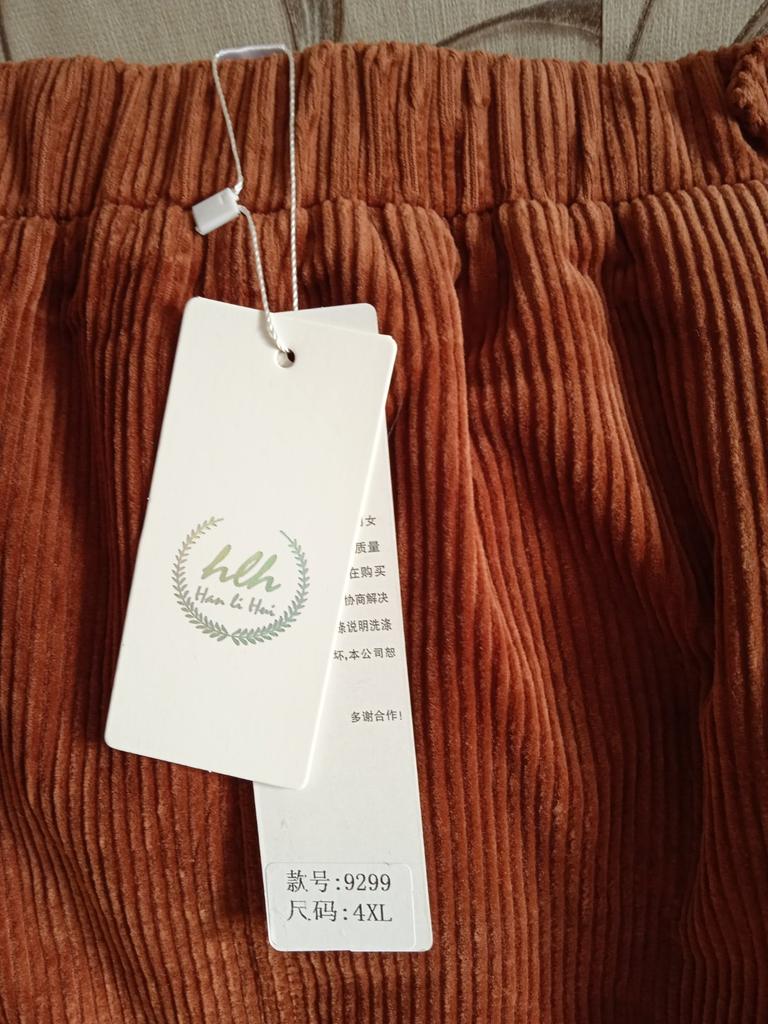 hlh
Han li Hui
女
质量
在购买
协商解决
涤说明洗涤
坏,本公司恕
多谢合作!
款号:9299
尺码:4XL